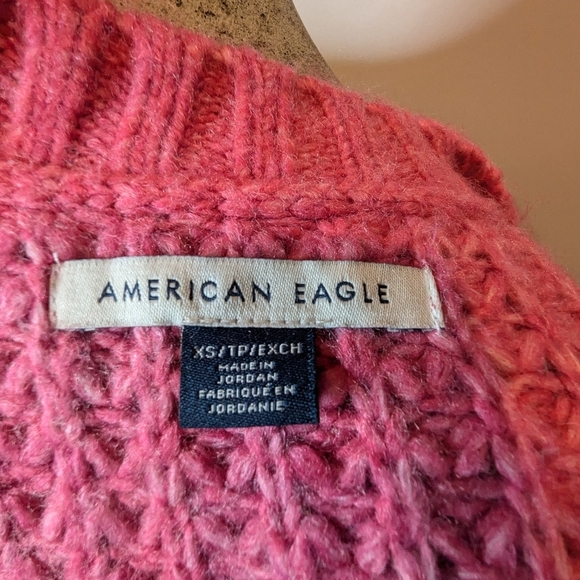 AMERICAN EAGLE
XS/TP/EXCH
MADE IN
JORDAN
FABRIQUÉ EN
JORDANIE